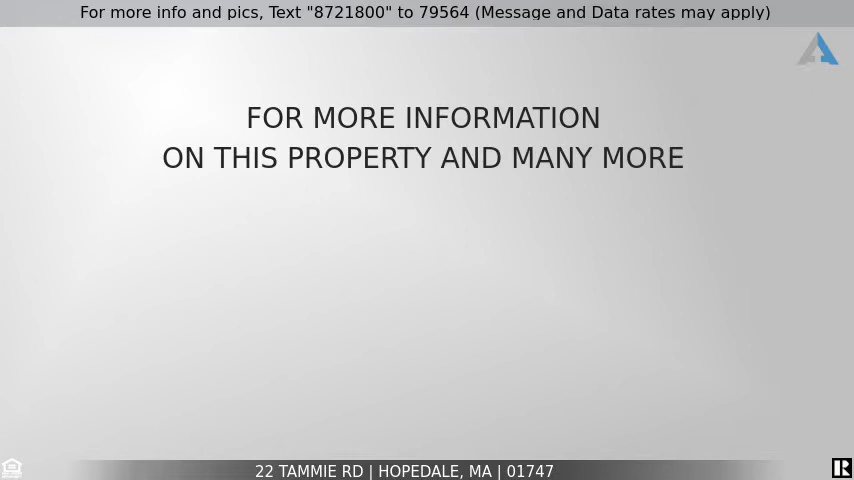 For more info and pics, Text "8721800" to 79564 (Message and Data rates may apply)
FOR MORE INFORMATION
ON THIS PROPERTY AND MANY MORE
22 TAMMIE RD | HOPEDALE, MA | 01747